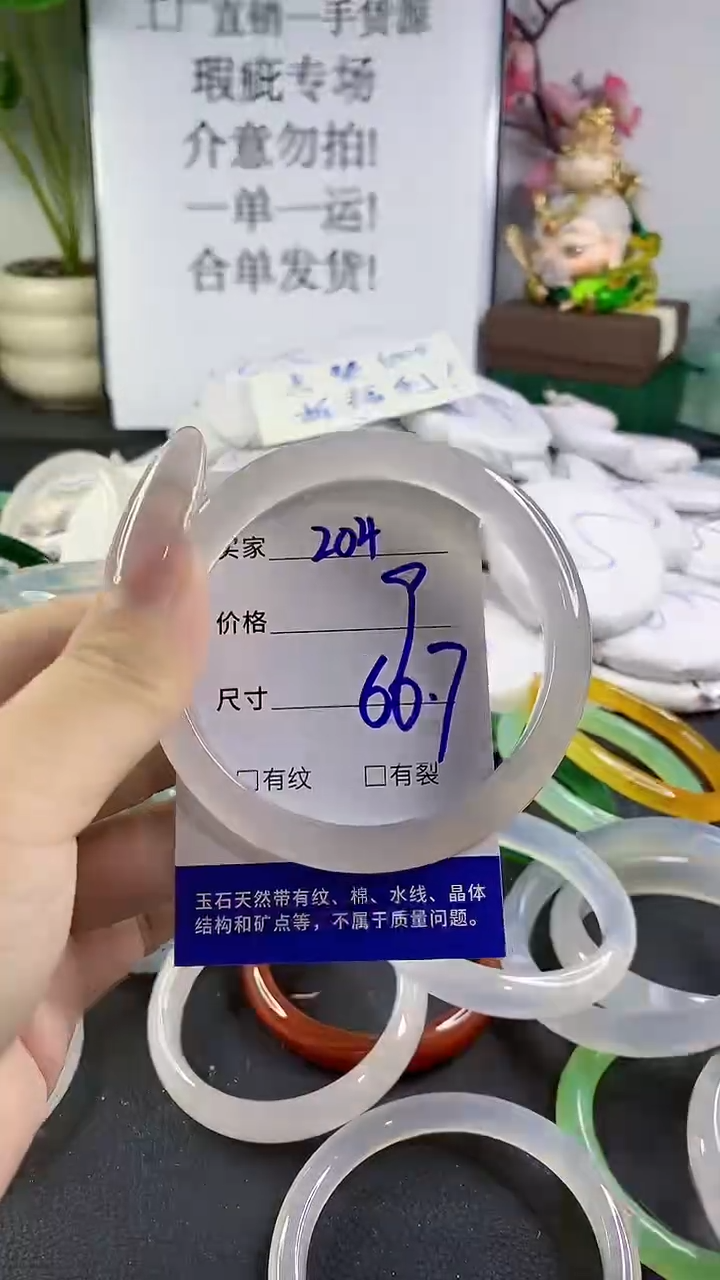 工厂直销一手货源
瑕疵专场
介意勿拍!
一单一运!
合单发货!
买家 204
价格 9
尺寸 60.7
□有纹 □有裂
玉石天然带有纹、棉、水线、晶体
结构和矿点等，不属于质量问题。